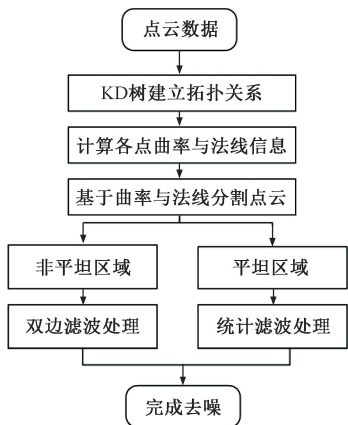 点云数据
KD树建立拓扑关系
计算各点曲率与法线信息
基于曲率与法线分割点云
非平坦区域
平坦区域
双边滤波处理
统计滤波处理
完成去噪